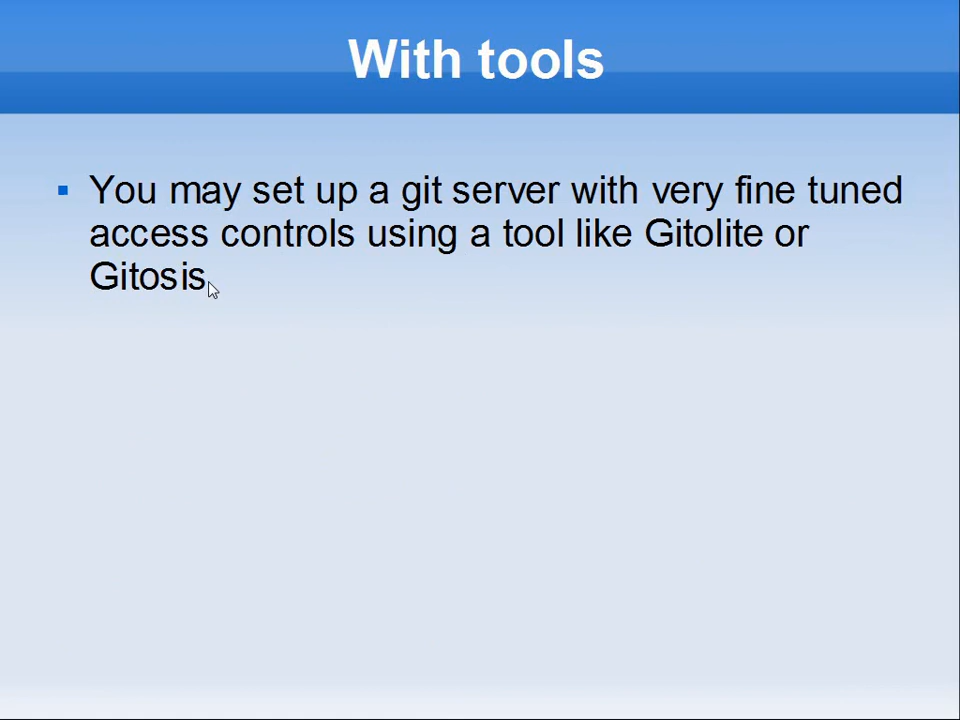 With tools
You may set up a git server with very fine tuned
access controls using a tool like Gitolite or
Gitosis.